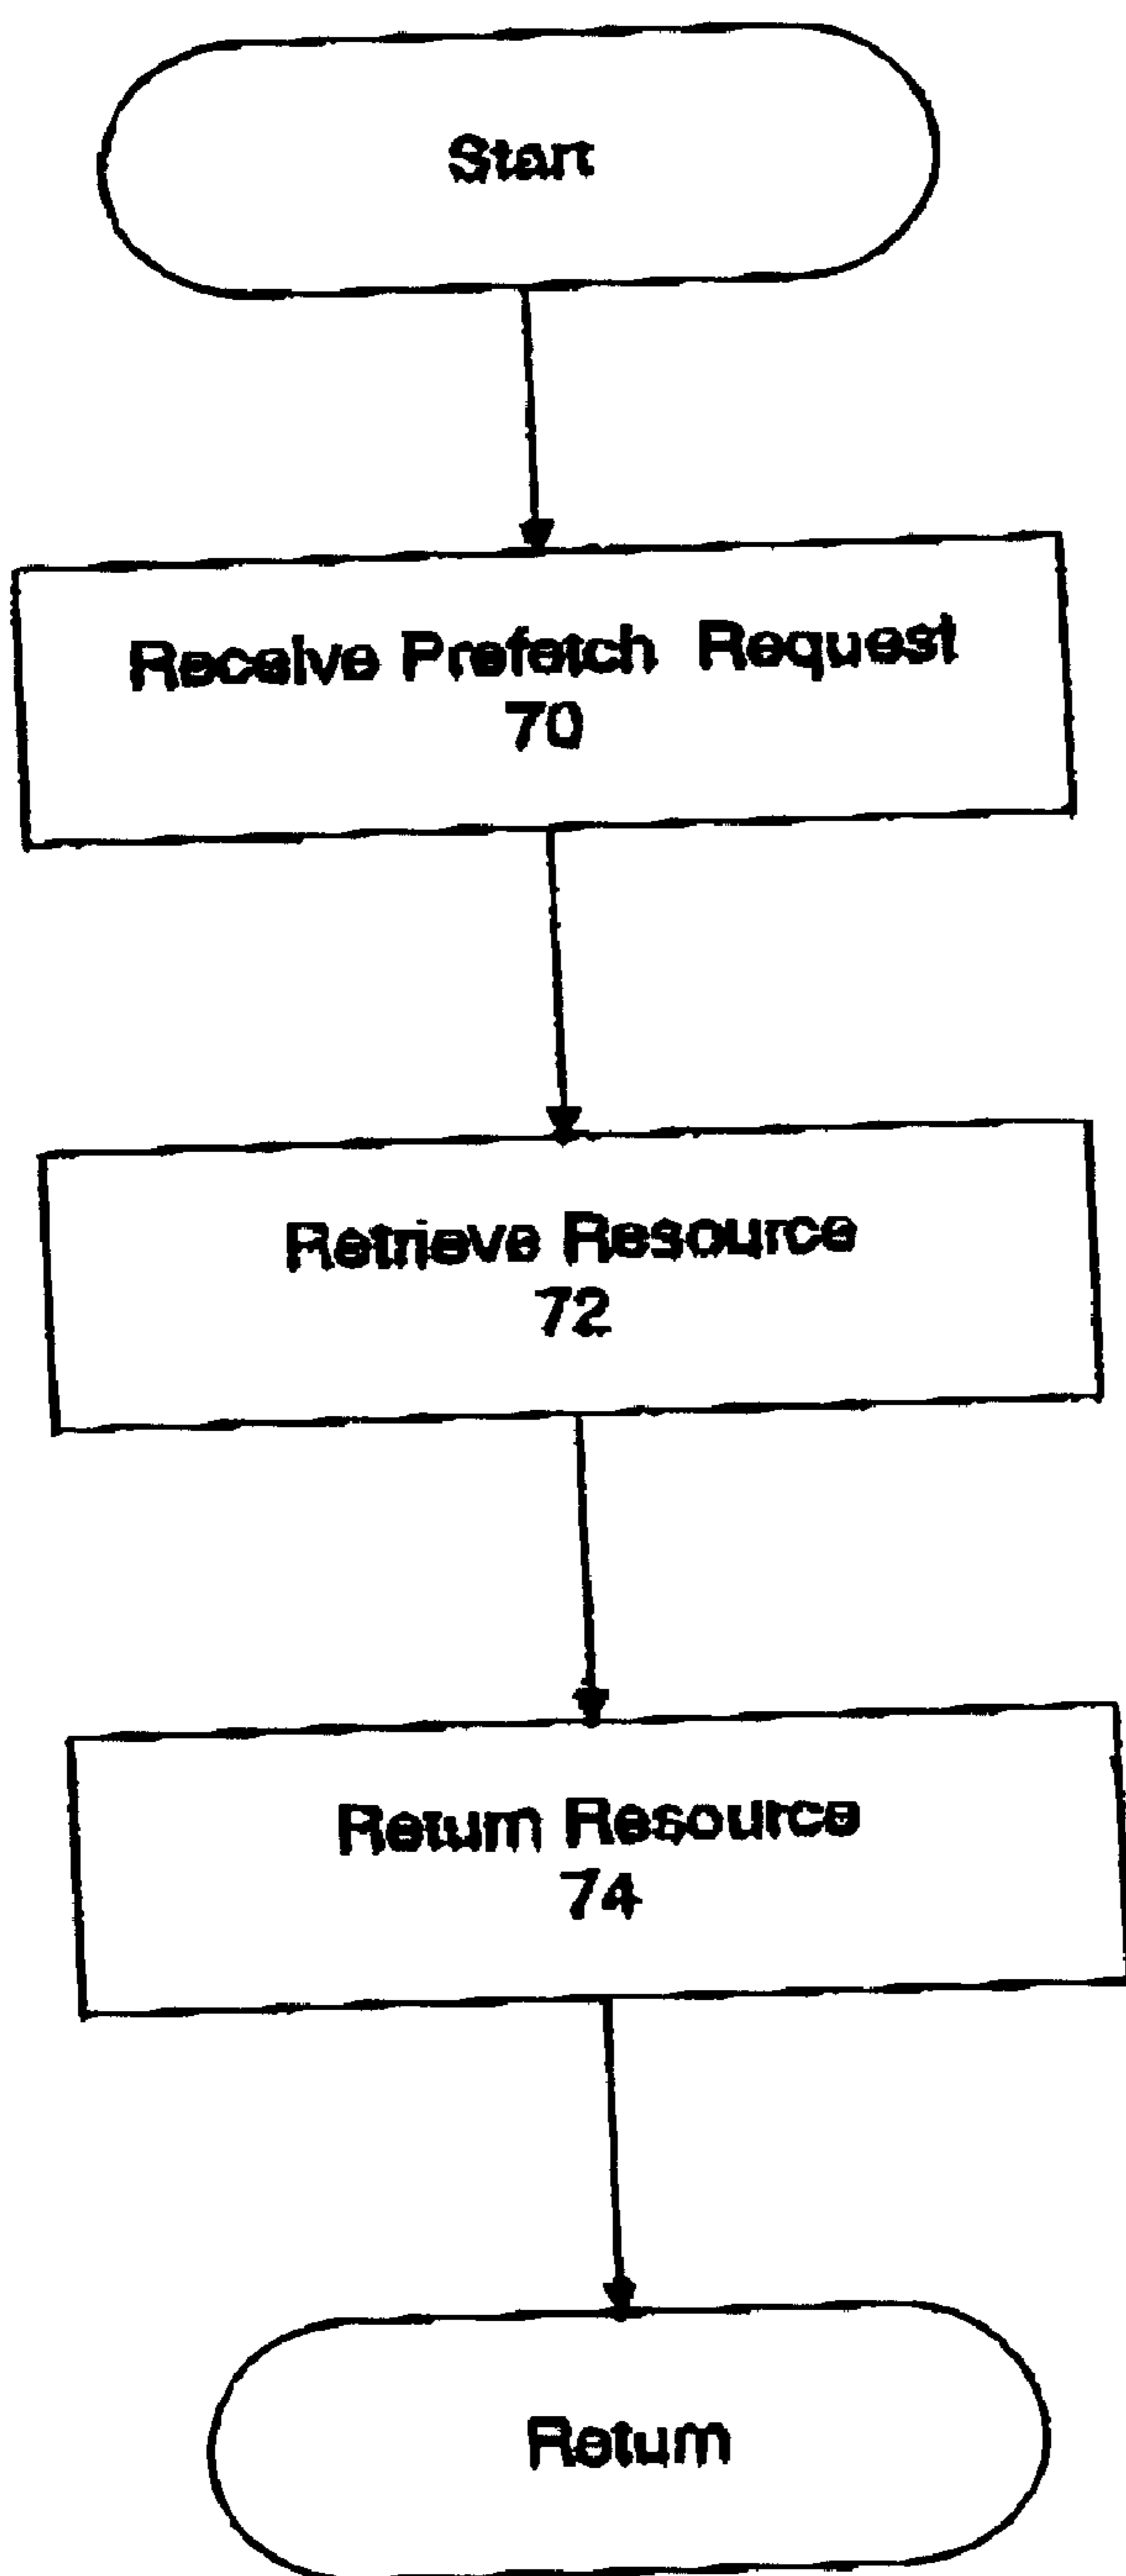 Start
Receive Prefetch Request
70
Retrieve Resource
72
Return Resource
74
Return